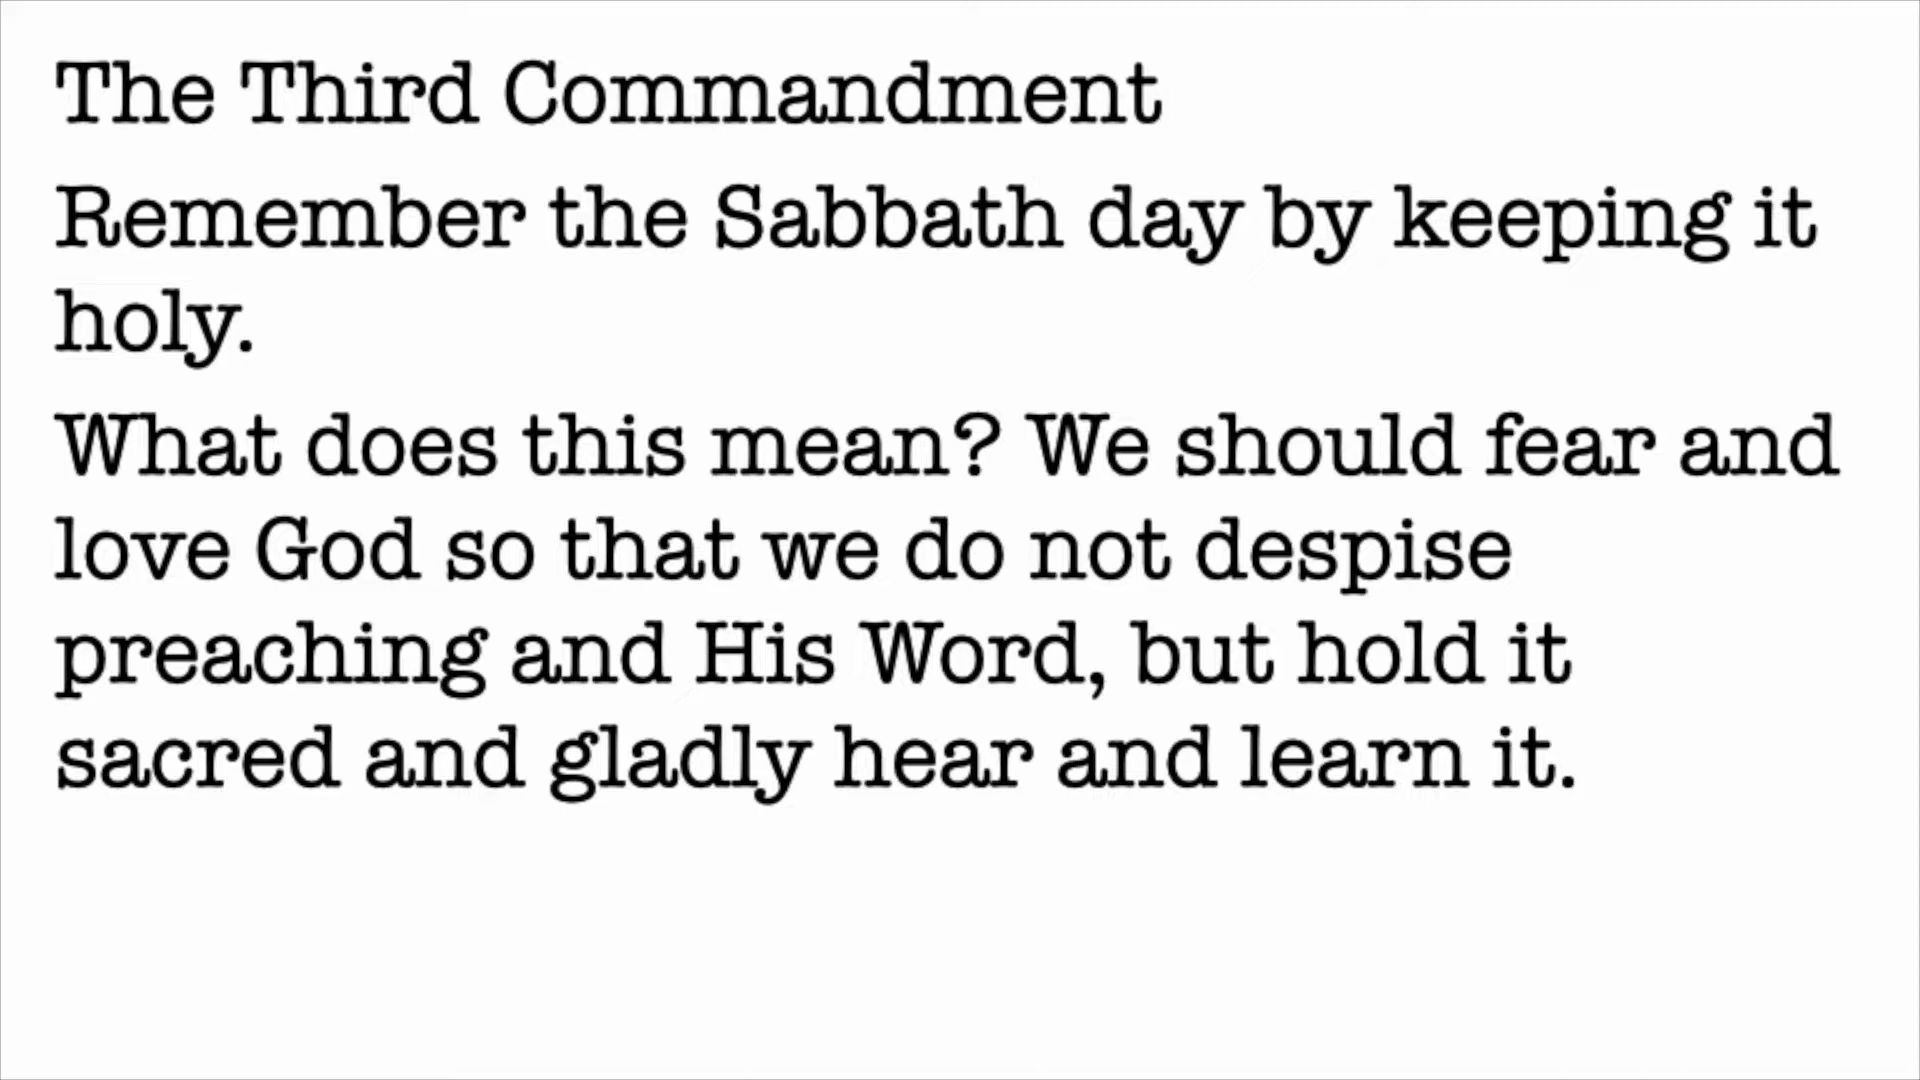 The Third Commandment
Remember the Sabbath day by keeping it
holy.
What does this mean? We should fear and
love God so that we do not despise
preaching and His Word, but hold it
sacred and gladly hear and learn it.